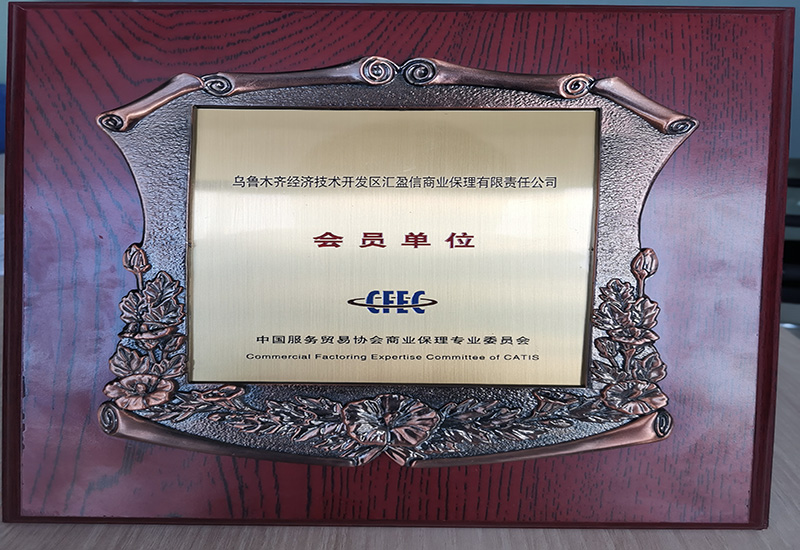 乌鲁木齐经济技术开发区汇盈信商业保理有限责任公司
会员单位
CFEC
中国服务贸易协会商业保理专业委员会
Commercial Factoring Expertise Committee of CATIS